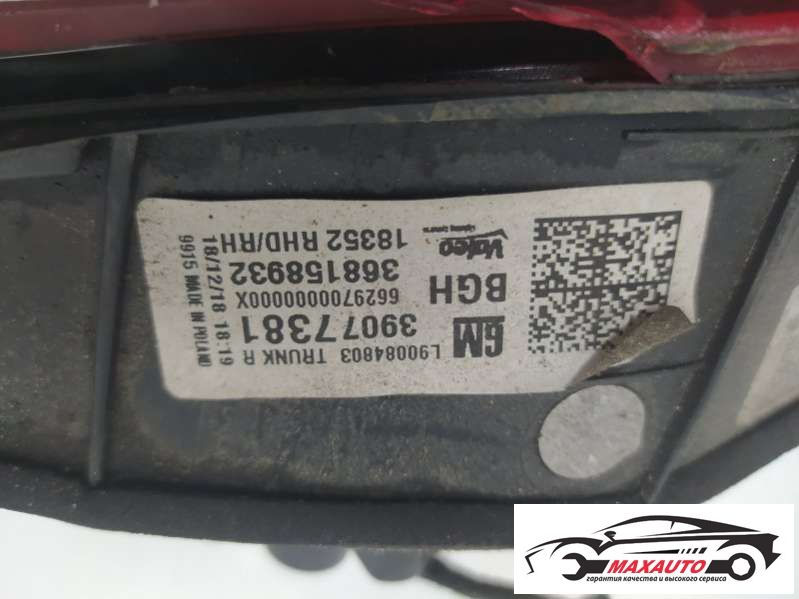 L90084803 TRUNK R
GM 39077381
6629700000000X
BGH 368158932
Valeo 18352 RHD/RH
18/12/18 18:19
9915 MADE IN POLAND
MAXAUTO
гарантия качества и высокого сервиса